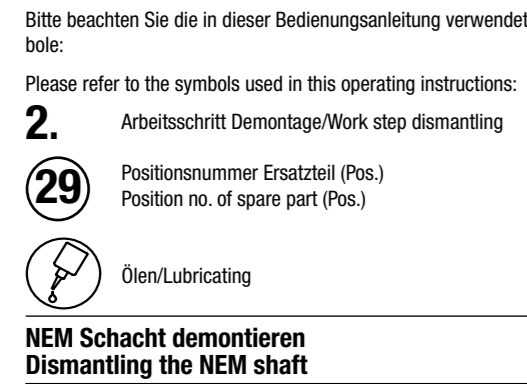 Bitte beachten Sie die in dieser Bedienungsanleitung verwendet
bole:
Please refer to the symbols used in this operating instructions:
2. Arbeitsschritt Demontage/Work step dismantling
29 Positionsnummer Ersatzteil (Pos.)
Position no. of spare part (Pos.)
Ölen/Lubricating
NEM Schacht demontieren
Dismantling the NEM shaft